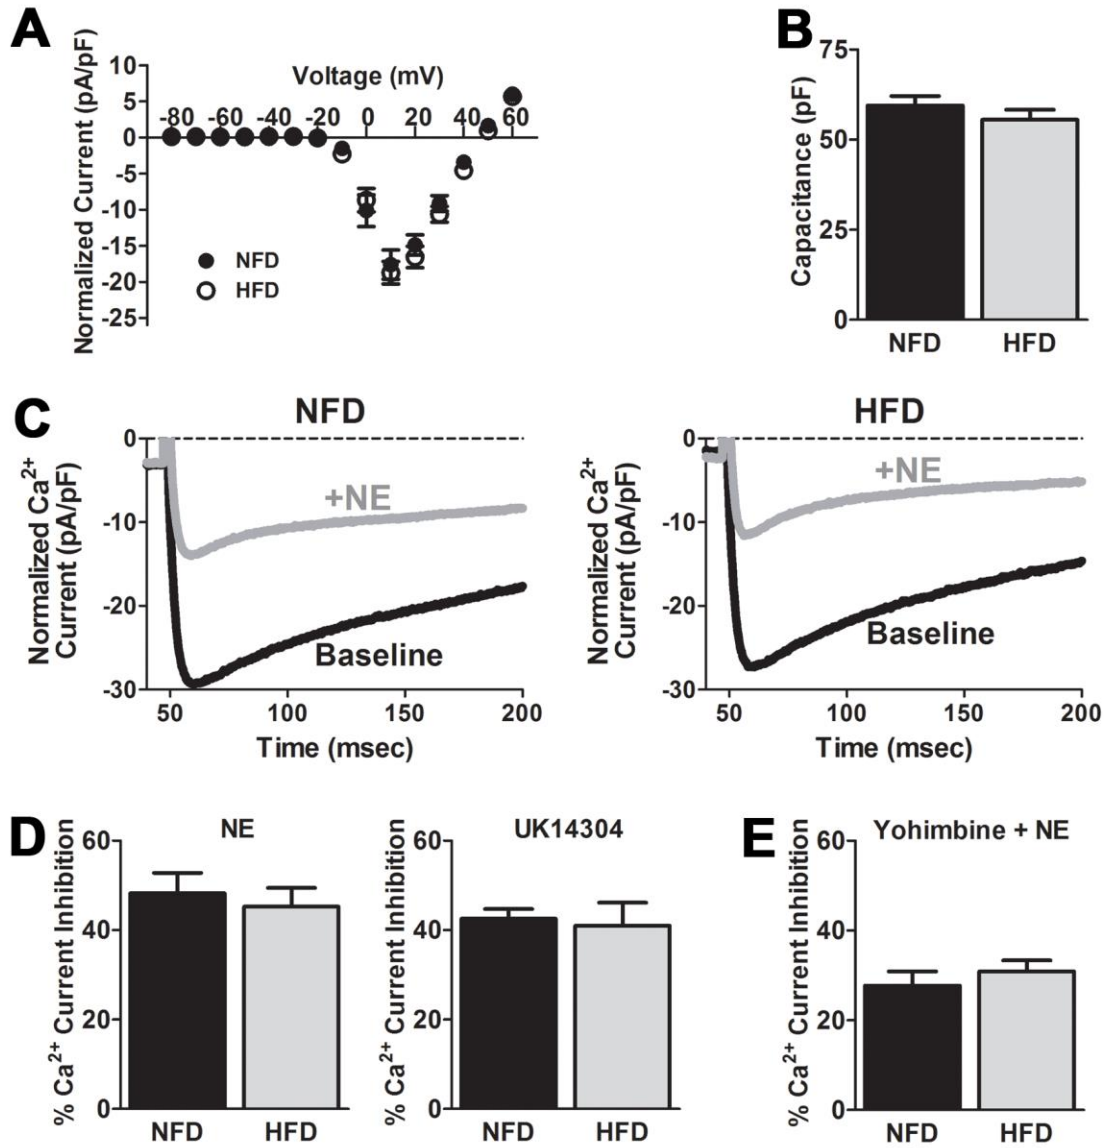 A
Normalized Current (pA/pF)
Voltage (mV)
10
5
0
-5
-10
-15
-20
-25
-80 -60 -40 -20 0 20 40 60
NFD
HFD
B
Capacitance (pF)
75
50
25
0
NFD HFD
C
NFD
Normalized Ca2+
Current (pA/pF)
0
-10
-20
-30
+NE
Baseline
50 100 150 200
Time (msec)
HFD
Normalized Ca2+
Current (pA/pF)
0
-10
-20
-30
+NE
Baseline
50 100 150 200
Time (msec)
D
NE
% Ca2+ Current Inhibition
60
40
20
0
NFD HFD
UK14304
% Ca2+ Current Inhibition
60
40
20
0
NFD HFD
E
Yohimbine + NE
% Ca2+ Current Inhibition
60
40
20
0
NFD HFD